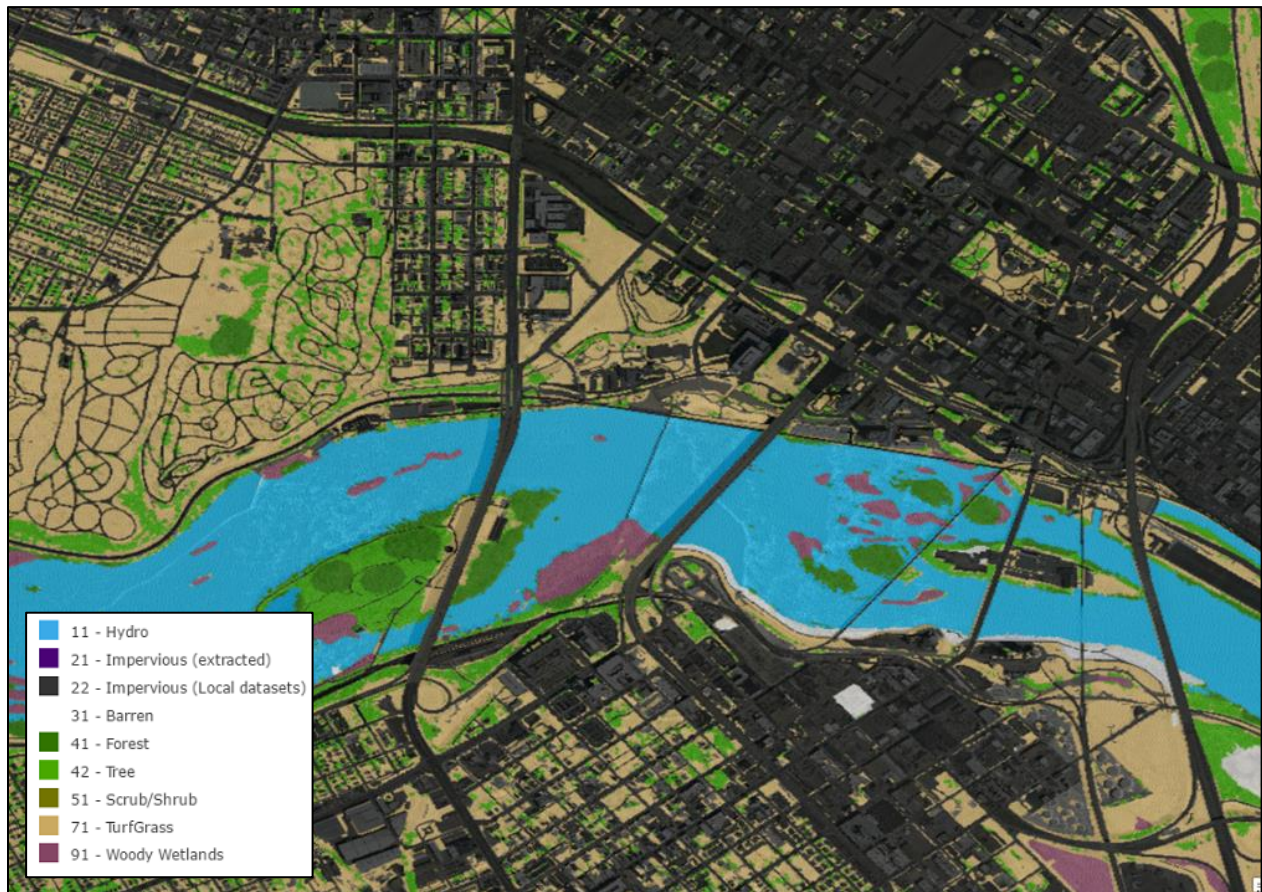 11 - Hydro
21 - Impervious (extracted)
22 - Impervious (Local datasets)
31 - Barren
41 - Forest
42 - Tree
51 - Scrub/Shrub
71 - TurfGrass
91 - Woody Wetlands